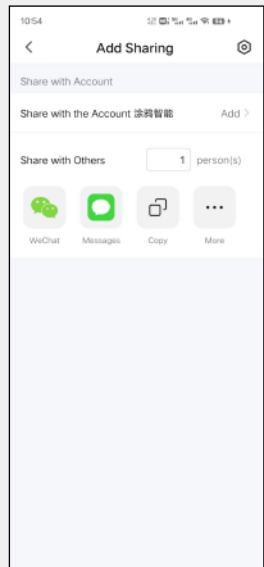 10:54
Add Sharing
Share with Account
Share with the Account 涂鸦智能 Add
Share with Others 1 person(s)
WeChat Messages Copy More